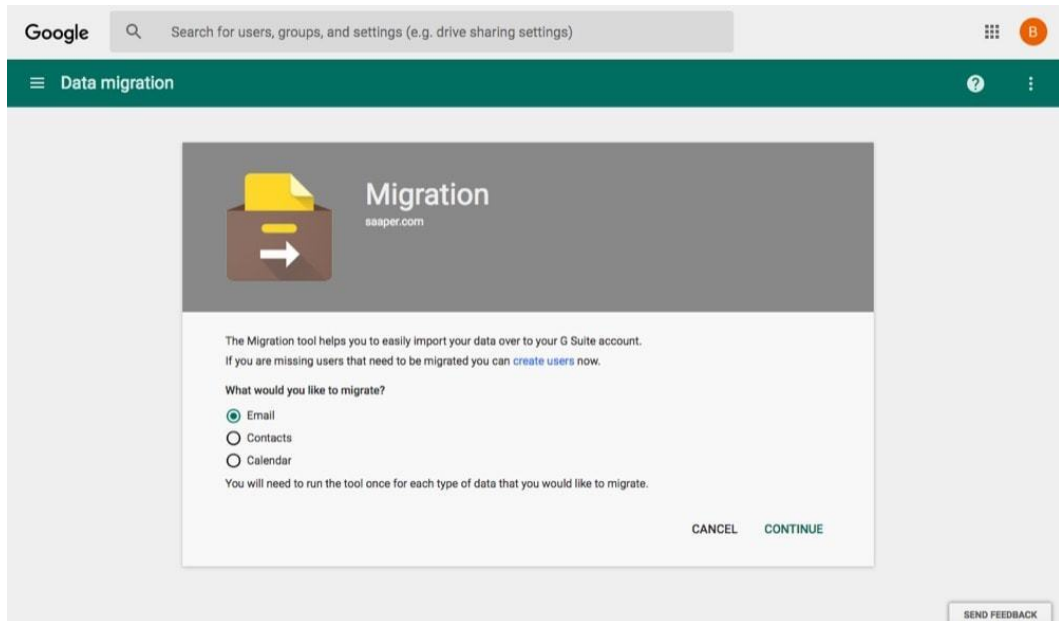 Google
Search for users, groups, and settings (e.g. drive sharing settings)
B
Data migration
?
Migration
saaper.com
The Migration tool helps you to easily import your data over to your G Suite account.
If you are missing users that need to be migrated you can create users now.
What would you like to migrate?
Email
Contacts
Calendar
You will need to run the tool once for each type of data that you would like to migrate.
CANCEL CONTINUE
SEND FEEDBACK